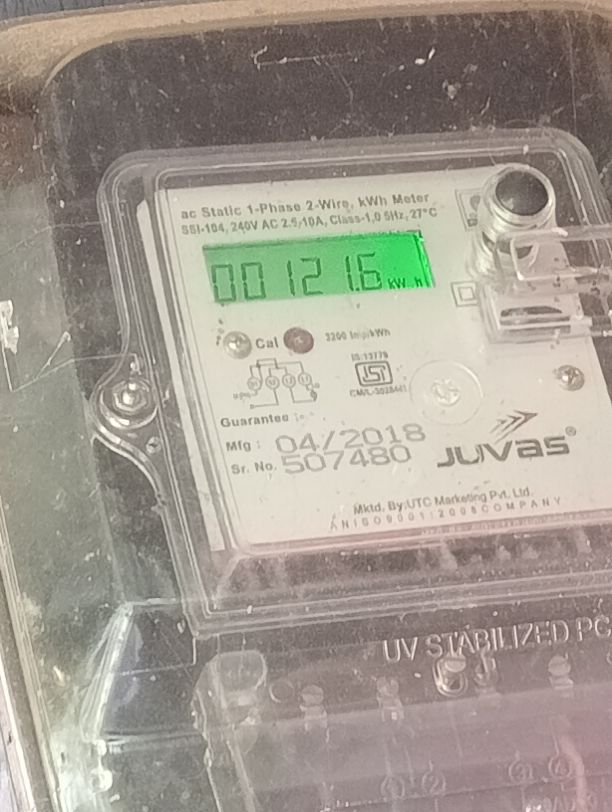 ac Static 1-Phase 2-Wire, kWh Meter
SSI-104, 240V AC 2.5-10A, Class-1,0 5Hz, 27°C
00121.6 kW h
Cal 3200 Imp/kWh
IS:13779
Guarantee :
Mfg : 04/2018
Sr. No. 507480
JUVAS®
Mktd. By:UTC Marketing Pvt. Ltd.
AN ISO 9001:2008 COMPANY
UV STABILIZED PC